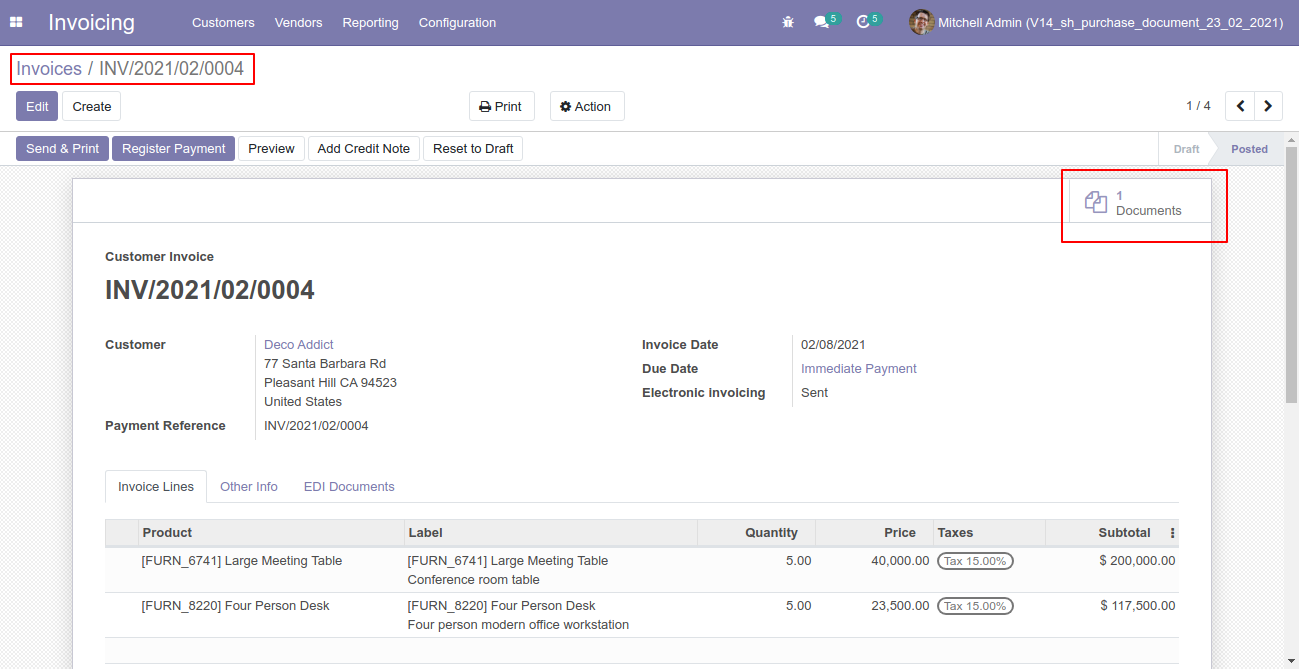 Invoicing Customers Vendors Reporting Configuration 5 5 Mitchell Admin (V14_sh_purchase_document_23_02_2021)
Invoices / INV/2021/02/0004
Edit Create Print Action 1 / 4
Send & Print Register Payment Preview Add Credit Note Reset to Draft Draft Posted
1
Documents
Customer Invoice
INV/2021/02/0004
Customer Deco Addict
77 Santa Barbara Rd
Pleasant Hill CA 94523
United States
Payment Reference INV/2021/02/0004
Invoice Date 02/08/2021
Due Date Immediate Payment
Electronic invoicing Sent
Invoice Lines Other Info EDI Documents
Product Label Quantity Price Taxes Subtotal
[FURN_6741] Large Meeting Table [FURN_6741] Large Meeting Table 5.00 40,000.00 Tax 15.00% $ 200,000.00
Conference room table
[FURN_8220] Four Person Desk [FURN_8220] Four Person Desk 5.00 23,500.00 Tax 15.00% $ 117,500.00
Four person modern office workstation